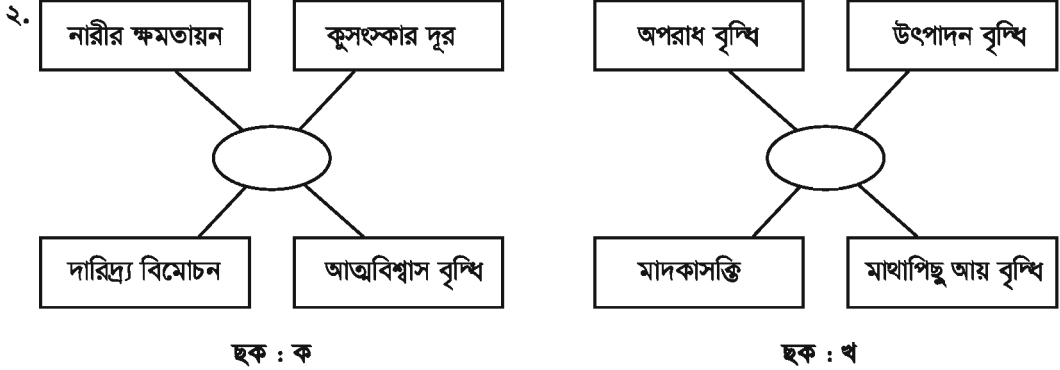 ২.
নারীর ক্ষমতায়ন কুসংস্কার দূর অপরাধ বৃদ্ধি উৎপাদন বৃদ্ধি
দারিদ্র্য বিমোচন আত্মবিশ্বাস বৃদ্ধি মাদকাসক্তি মাথাপিছু আয় বৃদ্ধি
ছক : ক ছক : খ